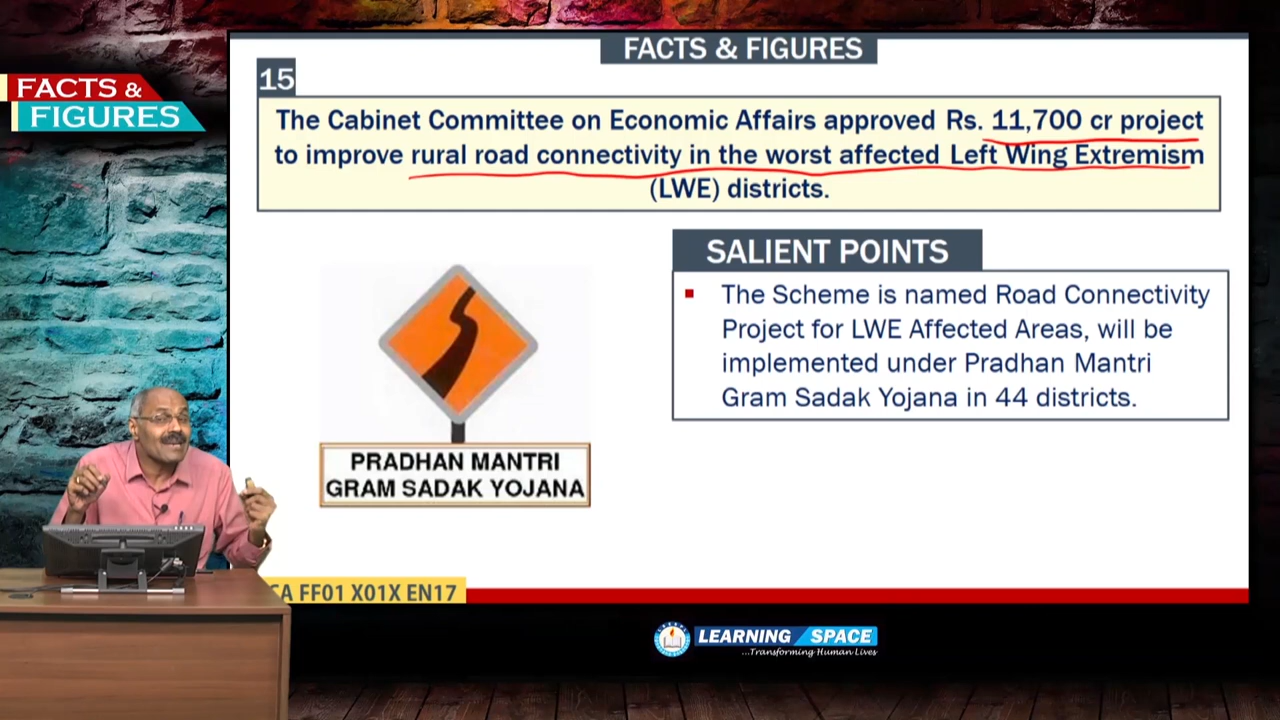 FACTS &
FIGURES
FACTS & FIGURES
15
The Cabinet Committee on Economic Affairs approved Rs. 11,700 cr project
to improve rural road connectivity in the worst affected Left Wing Extremism
(LWE) districts.
SALIENT POINTS
▪ The Scheme is named Road Connectivity
Project for LWE Affected Areas, will be
implemented under Pradhan Mantri
Gram Sadak Yojana in 44 districts.
PRADHAN MANTRI
GRAM SADAK YOJANA
CA FF01 X01X EN17
LEARNING SPACE
...Transforming Human Lives